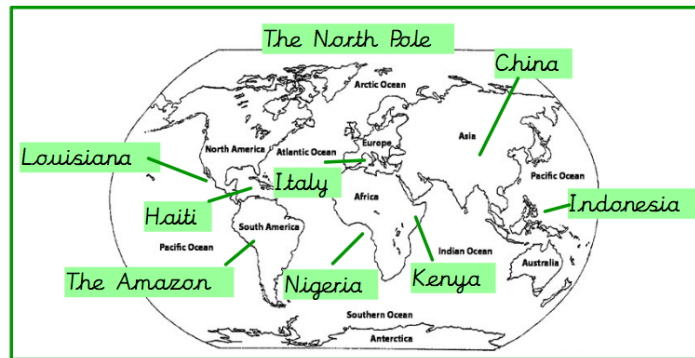 The North Pole
China
Arctic Ocean
North America
Atlantic Ocean
Europe
Asia
Louisiana
Italy
Pacific Ocean
Haiti
Africa
Indonesia
South America
Pacific Ocean
Indian Ocean
Australia
The Amazon
Nigeria
Kenya
Southern Ocean
Anterctica